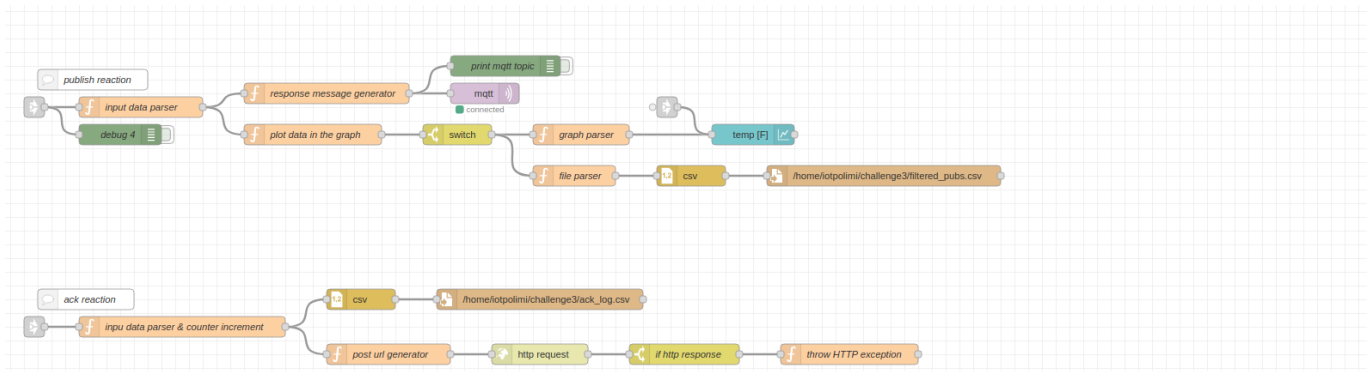 print mqtt topic
publish reaction
response message generator
mqtt
input data parser
connected
debug 4
plot data in the graph
switch
graph parser
temp [F]
file parser
csv
/home/iotpolimi/challenge3/filtered_pubs.csv
ack reaction
csv
/home/iotpolimi/challenge3/ack_log.csv
inpu data parser & counter increment
post url generator
http request
if http response
throw HTTP exception